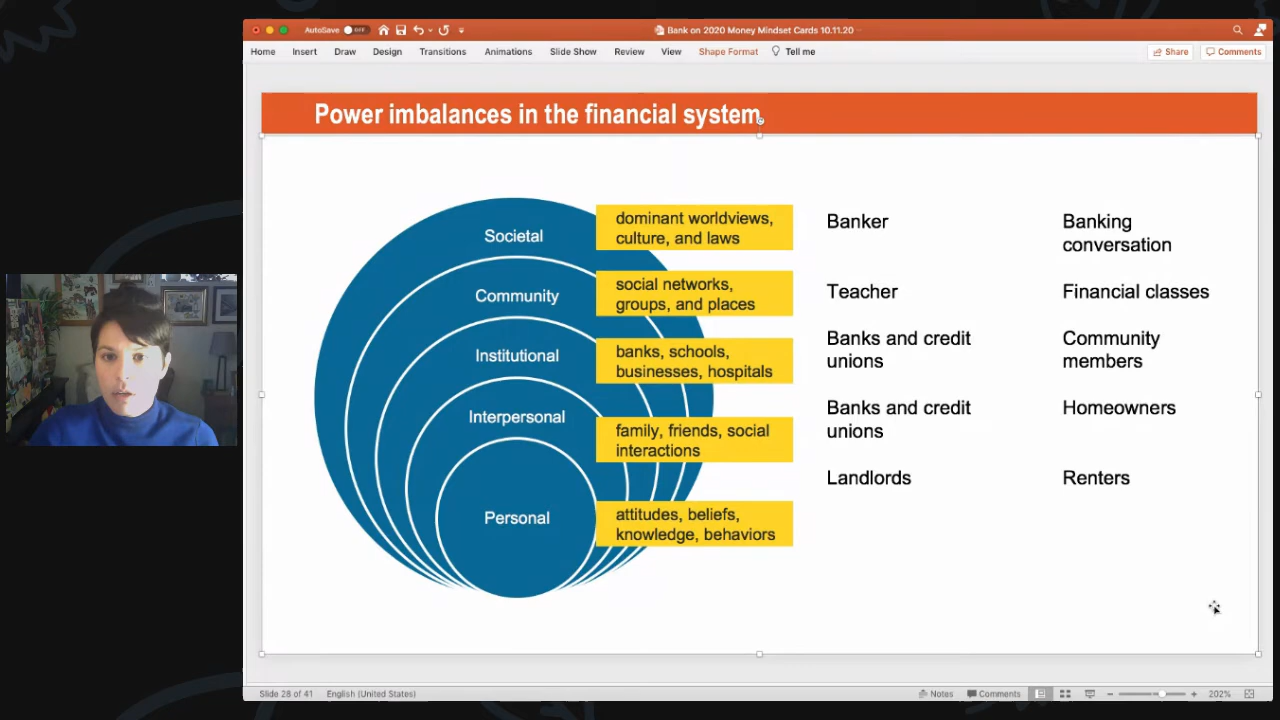 AutoSave OFF
Bank on 2020 Money Mindset Cards 10.11.20
Home Insert Draw Design Transitions Animations Slide Show Review View Shape Format Tell me Share Comments
Power imbalances in the financial system
Societal
dominant worldviews,
culture, and laws
Community
social networks,
groups, and places
Institutional
banks, schools,
businesses, hospitals
Interpersonal
family, friends, social
interactions
Personal
attitudes, beliefs,
knowledge, behaviors
Banker
Banking
conversation
Teacher
Financial classes
Banks and credit
unions
Community
members
Banks and credit
unions
Homeowners
Landlords
Renters
Slide 28 of 41 English (United States) Notes Comments 202%